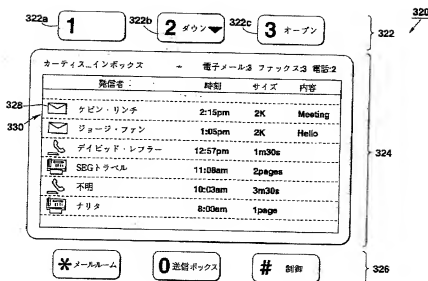 320
322a 1 322b 2 ダウン 322c 3 オープン 322
カーティス...インボックス - 電子メール:3 ファックス:3 電話:2
発信者 時刻 サイズ 内容
328 ケビン・リンチ 2:15pm 2K Meeting
330 ジョージ・ファン 1:05pm 2K Hello
デイビッド・レフラー 12:57pm 1m30s
324
SEGトラベル 11:08am 2pages
不明 10:03am 3m30s
ナリタ 8:00am 1page
* メールルーム 0 送信ボックス # 制御 326